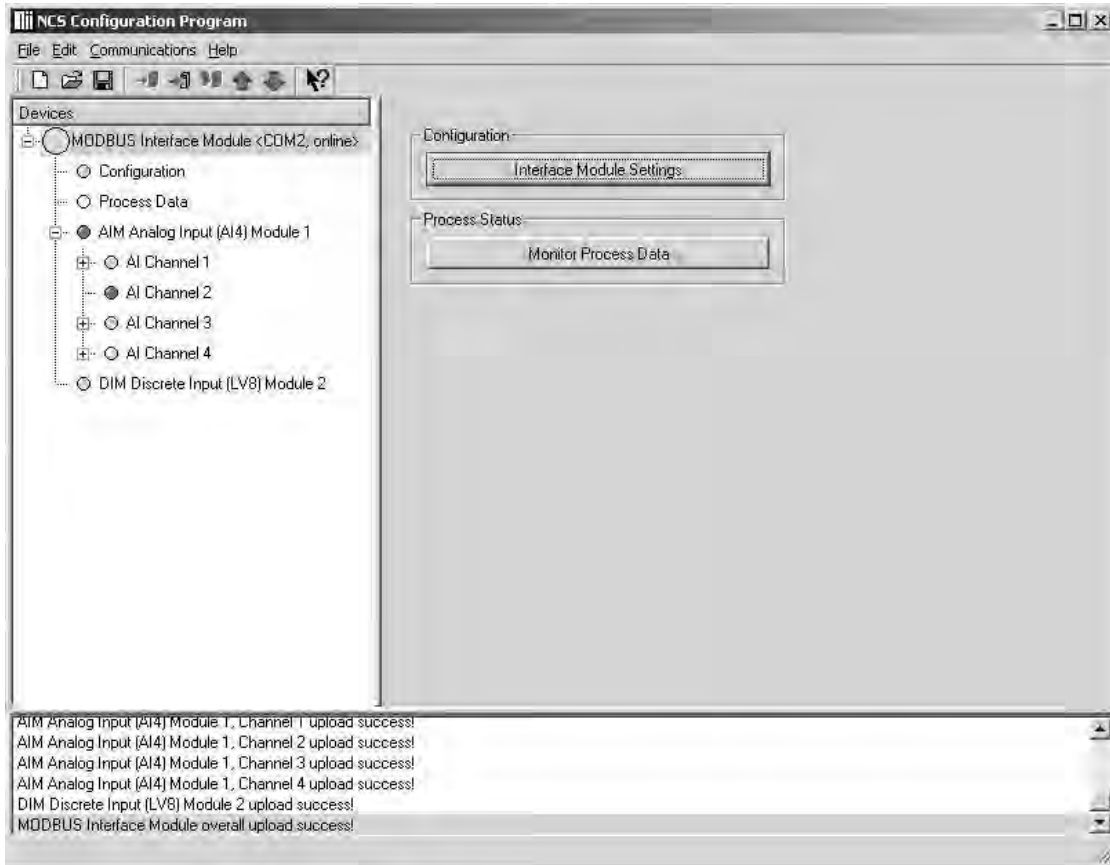 NCS Configuration Program
File Edit Communications Help
Devices
MODBUS Interface Module <COM2, online>
Configuration
Process Data
AIM Analog Input (AI4) Module 1
AI Channel 1
AI Channel 2
AI Channel 3
AI Channel 4
DIM Discrete Input (LV8) Module 2
Configuration
Interface Module Settings
Process Status
Monitor Process Data
AIM Analog Input (AI4) Module 1, Channel 1 upload success!
AIM Analog Input (AI4) Module 1, Channel 2 upload success!
AIM Analog Input (AI4) Module 1, Channel 3 upload success!
AIM Analog Input (AI4) Module 1, Channel 4 upload success!
DIM Discrete Input (LV8) Module 2 upload success!
MODBUS Interface Module overall upload success!